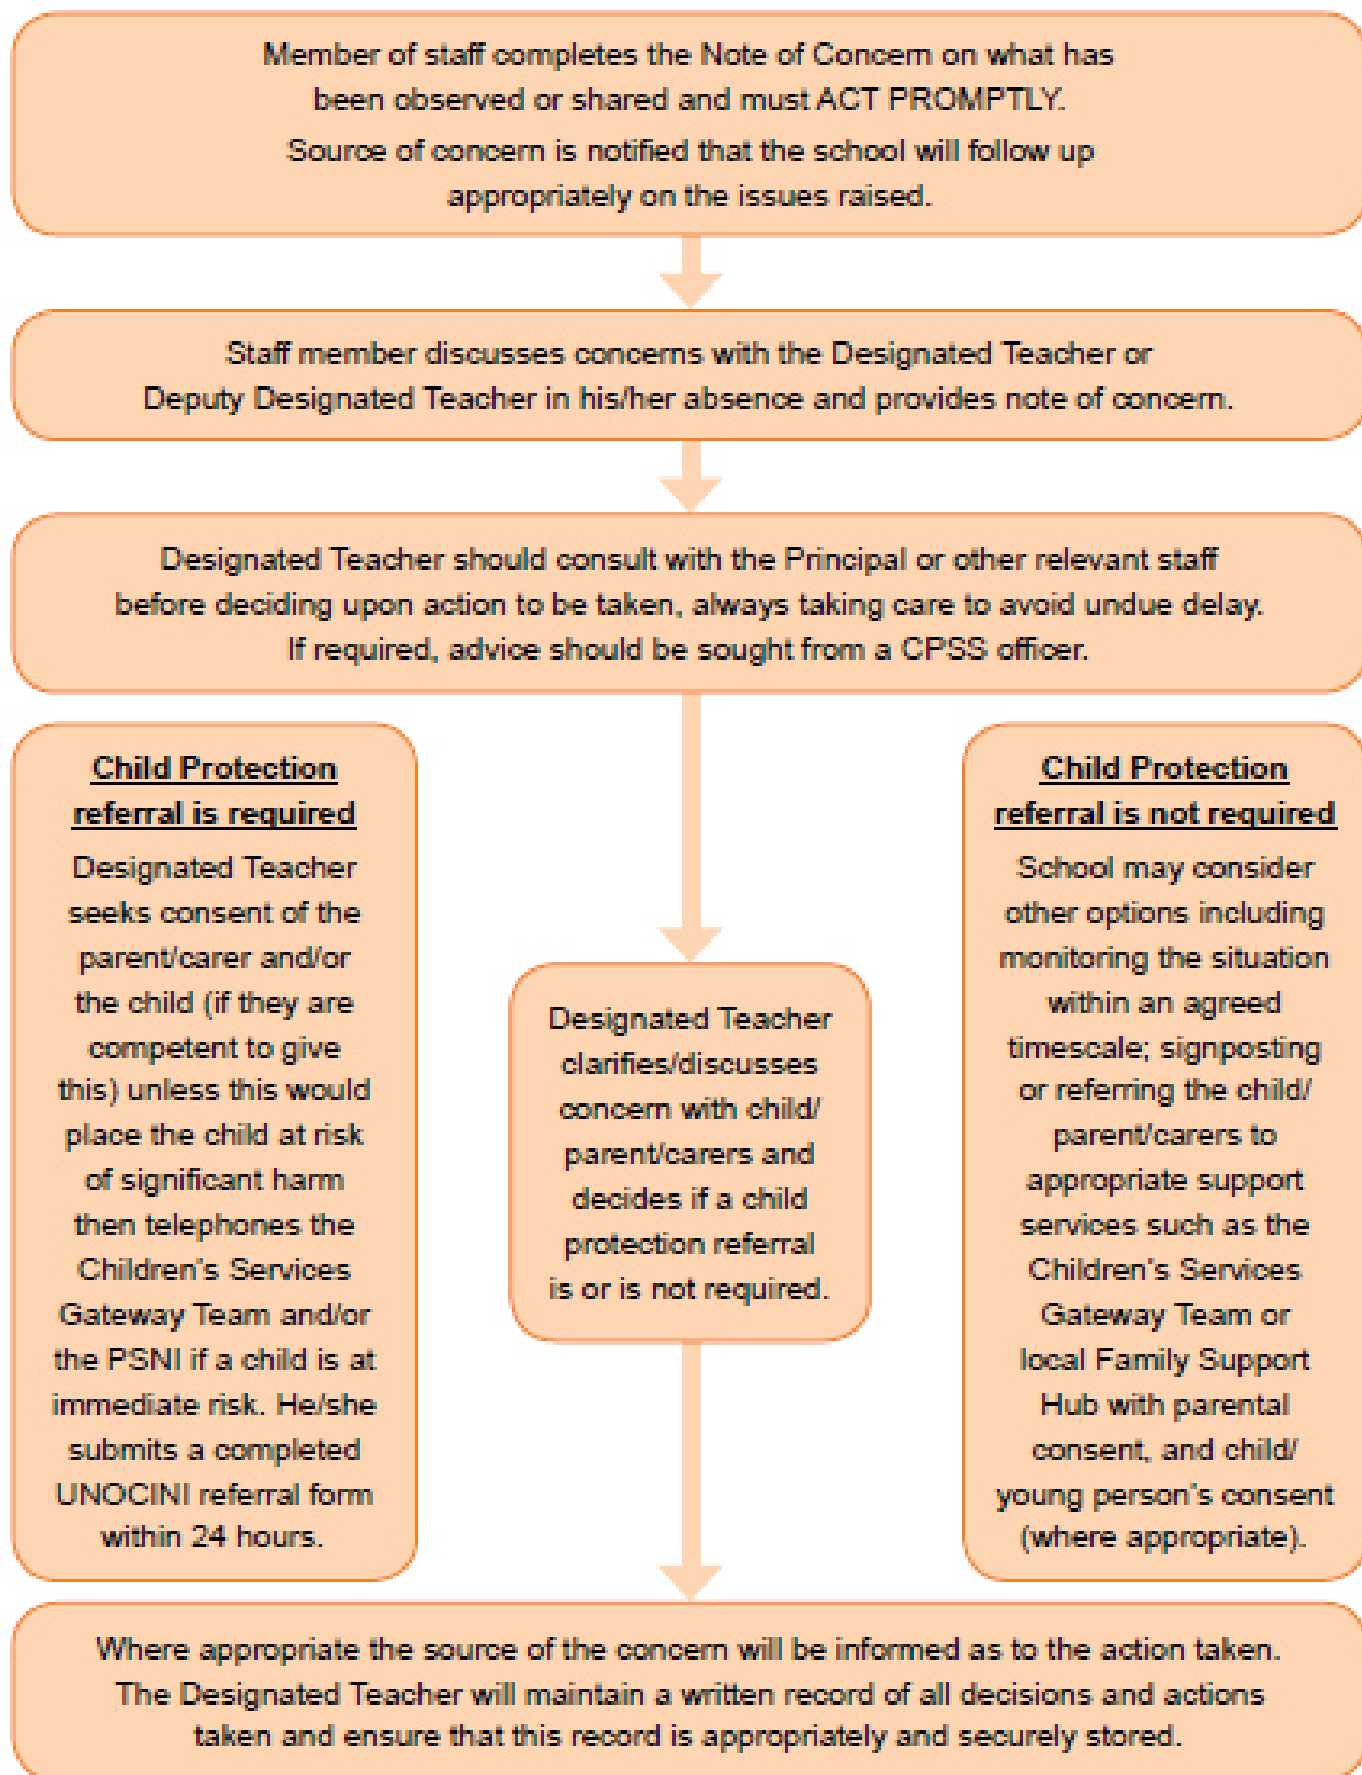 Member of staff completes the Note of Concern on what has
been observed or shared and must ACT PROMPTLY.
Source of concern is notified that the school will follow up
appropriately on the issues raised.
Staff member discusses concerns with the Designated Teacher or
Deputy Designated Teacher in his/her absence and provides note of concern.
Designated Teacher should consult with the Principal or other relevant staff
before deciding upon action to be taken, always taking care to avoid undue delay.
If required, advice should be sought from a CPSS officer.
Child Protection
referral is required
Designated Teacher
seeks consent of the
parent/carer and/or
the child (if they are
competent to give
this) unless this would
place the child at risk
of significant harm
then telephones the
Children's Services
Gateway Team and/or
the PSNI if a child is at
immediate risk. He/she
submits a completed
UNOCINI referral form
within 24 hours.
Designated Teacher
clarifies/discusses
concern with child/
parent/carers and
decides if a child
protection referral
is or is not required.
Child Protection
referral is not required
School may consider
other options including
monitoring the situation
within an agreed
timescale; signposting
or referring the child/
parent/carers to
appropriate support
services such as the
Children's Services
Gateway Team or
local Family Support
Hub with parental
consent, and child/
young person's consent
(where appropriate).
Where appropriate the source of the concern will be informed as to the action taken.
The Designated Teacher will maintain a written record of all decisions and actions
taken and ensure that this record is appropriately and securely stored.